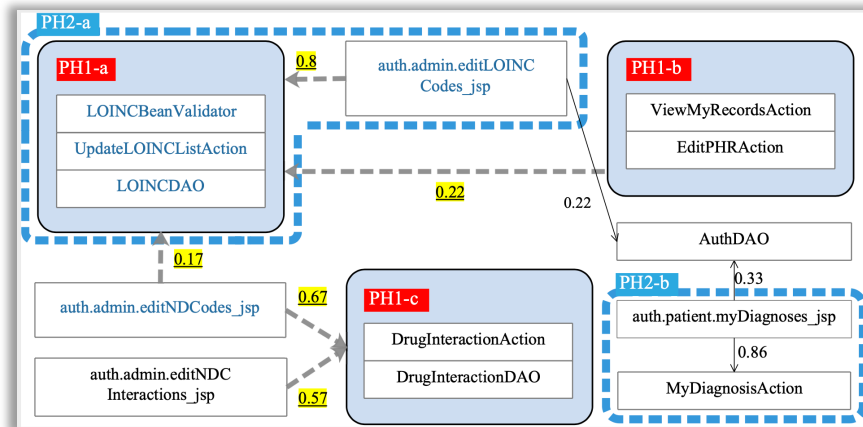 PH2-a
PH1-a
LOINCBeanValidator
UpdateLOINCListAction
LOINCDAO
0.8
auth.admin.editLOINC
Codes_jsp
PH1-b
ViewMyRecordsAction
EditPHRAction
0.22
0.22
AuthDAO
0.17
auth.admin.editNDCodes_jsp
0.67
PH1-c
DrugInteractionAction
DrugInteractionDAO
auth.admin.editNDC
Interactions_jsp
0.57
PH2-b
0.33
auth.patient.myDiagnoses_jsp
0.86
MyDiagnosisAction